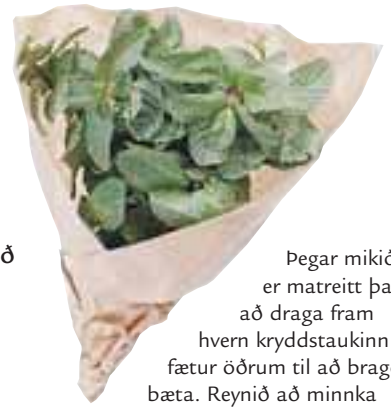 ð
Þegar mikið
er matreitt þa
að draga fram
hvern kryddstaukinn
fætur öðrum til að brag
bæta. Reynið að minnka